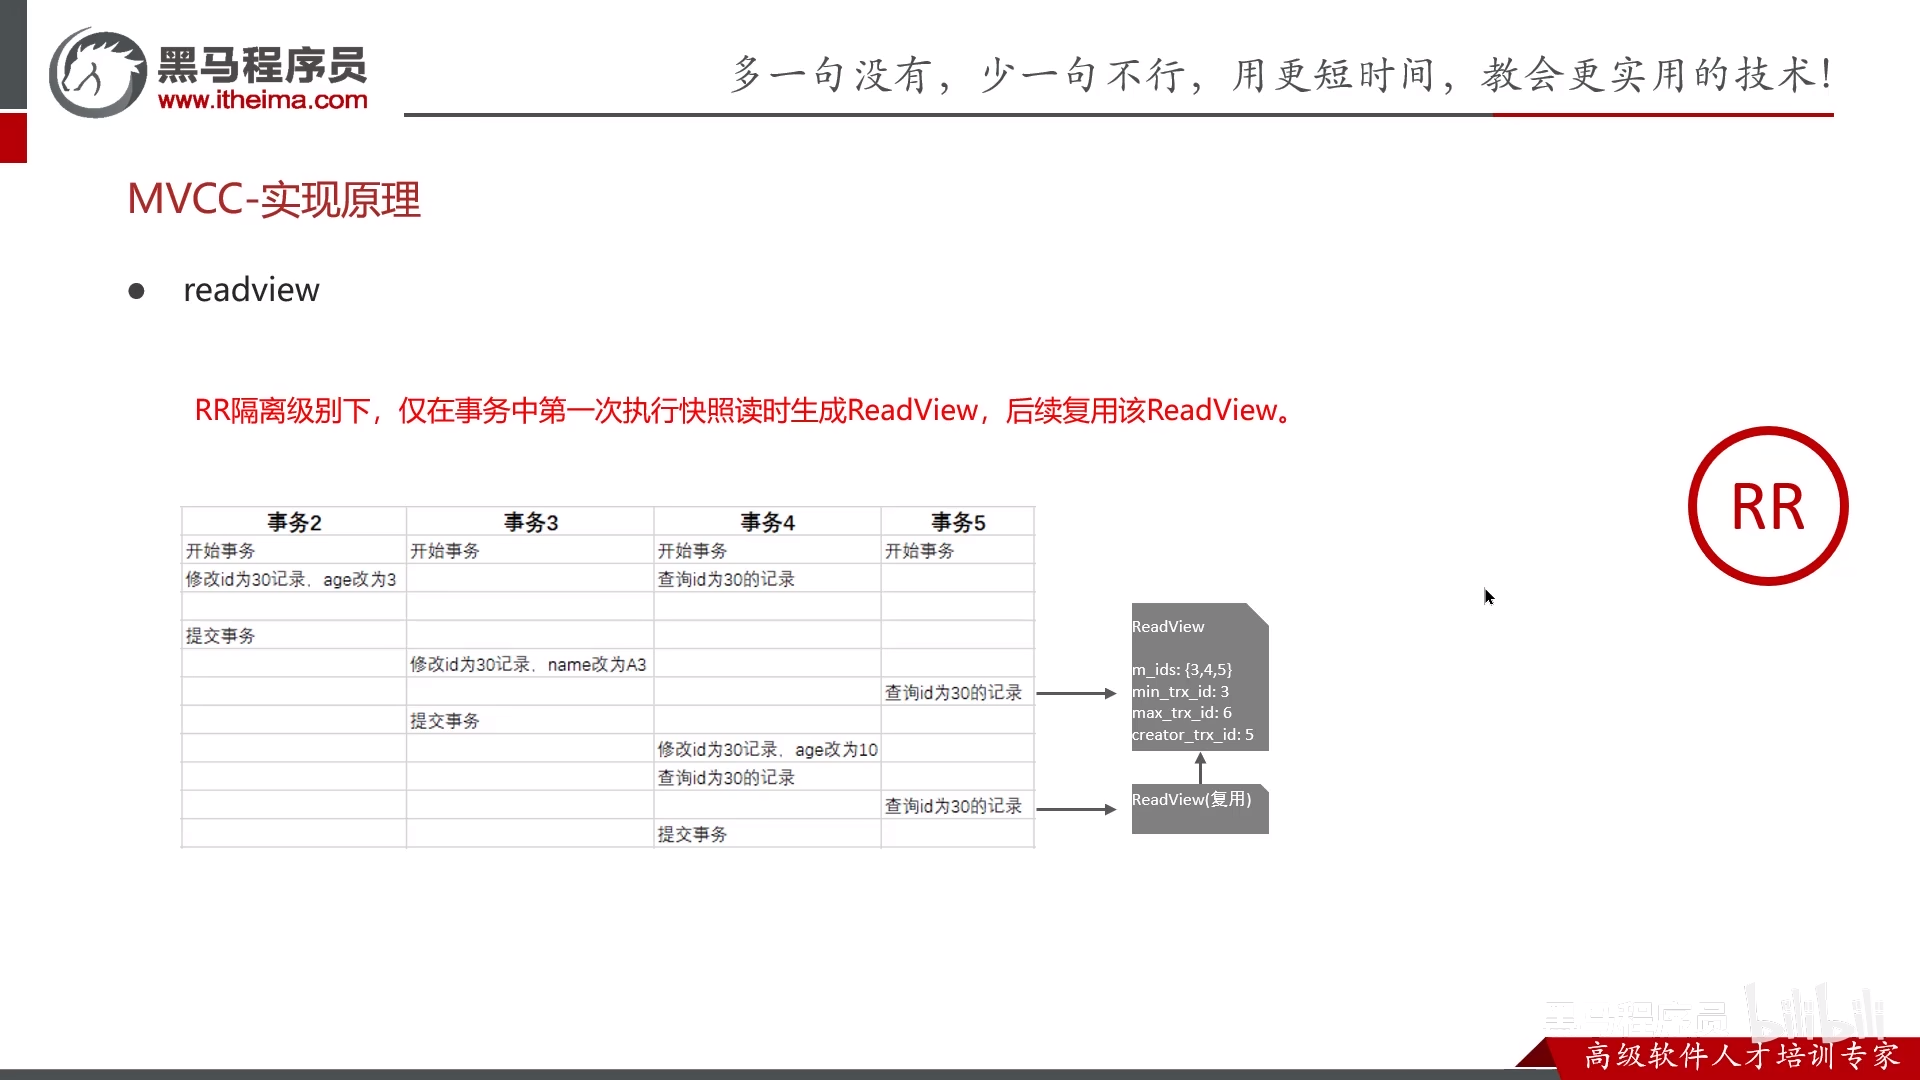 黑马程序员
www.itheima.com
多一句没有，少一句不行，用更短时间，教会更实用的技术！
MVCC-实现原理
● readview
RR隔离级别下，仅在事务中第一次执行快照读时生成ReadView，后续复用该ReadView。
RR
事务2 事务3 事务4 事务5
开始事务 开始事务 开始事务 开始事务
修改id为30记录，age改为3 查询id为30的记录
提交事务
修改id为30记录，name改为A3
查询id为30的记录
提交事务
修改id为30记录，age改为10
查询id为30的记录
查询id为30的记录
提交事务
ReadView
m_ids: {3,4,5}
min_trx_id: 3
max_trx_id: 6
creator_trx_id: 5
ReadView(复用)
黑马程序员 bilibili
高级软件人才培训专家